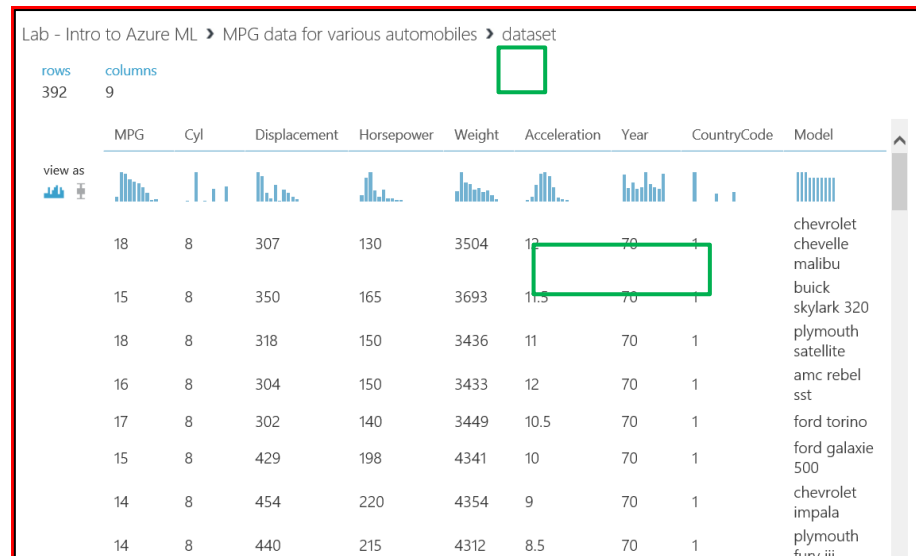 Lab - Intro to Azure ML > MPG data for various automobiles > dataset
rows columns
392 9
MPG Cyl Displacement Horsepower Weight Acceleration Year CountryCode Model
view as
18 8 307 130 3504 12 70 1 chevrolet chevelle malibu
15 8 350 165 3693 11.5 70 1 buick skylark 320
18 8 318 150 3436 11 70 1 plymouth satellite
16 8 304 150 3433 12 70 1 amc rebel sst
17 8 302 140 3449 10.5 70 1 ford torino
15 8 429 198 4341 10 70 1 ford galaxie 500
14 8 454 220 4354 9 70 1 chevrolet impala
14 8 440 215 4312 8.5 70 1 plymouth fury iii